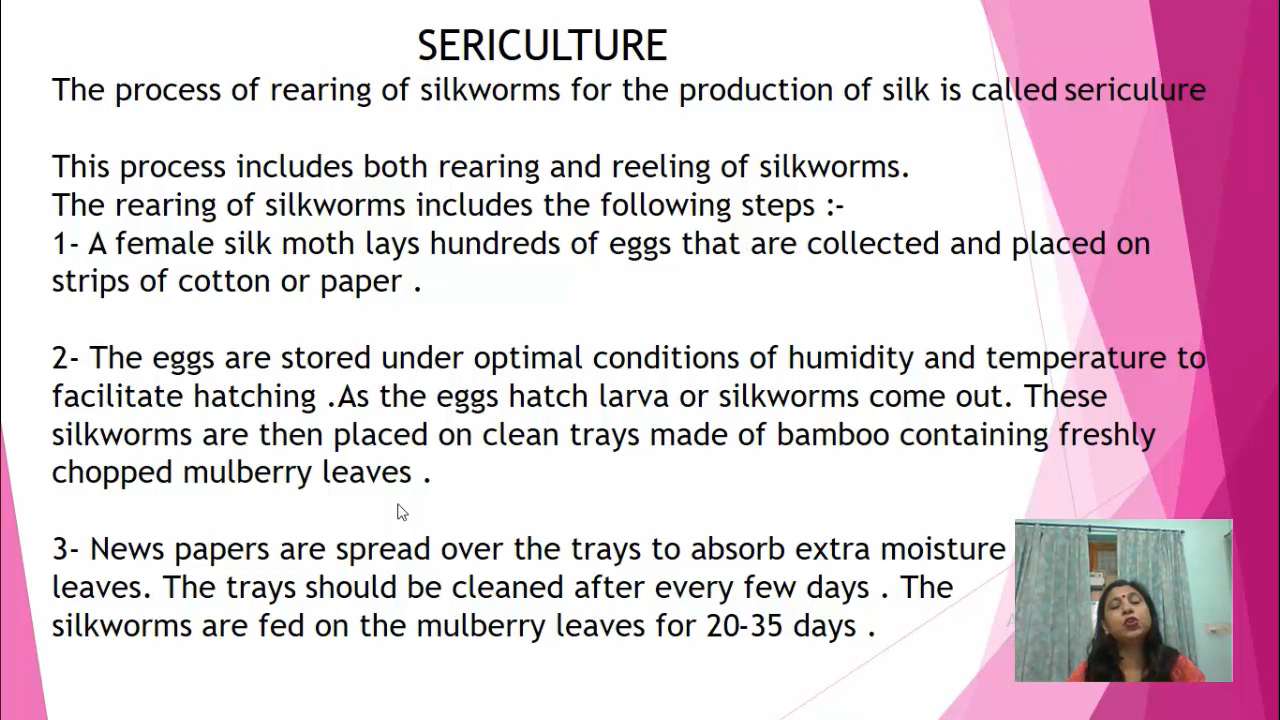 SERICULTURE
The process of rearing of silkworms for the production of silk is called sericulure
This process includes both rearing and reeling of silkworms.
The rearing of silkworms includes the following steps :-
1- A female silk moth lays hundreds of eggs that are collected and placed on
strips of cotton or paper .
2- The eggs are stored under optimal conditions of humidity and temperature to
facilitate hatching .As the eggs hatch larva or silkworms come out. These
silkworms are then placed on clean trays made of bamboo containing freshly
chopped mulberry leaves .
3- News papers are spread over the trays to absorb extra moisture
leaves. The trays should be cleaned after every few days . The
silkworms are fed on the mulberry leaves for 20-35 days .